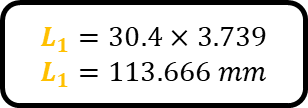 L₁ = 30.4 × 3.739
L₁ = 113.666 mm